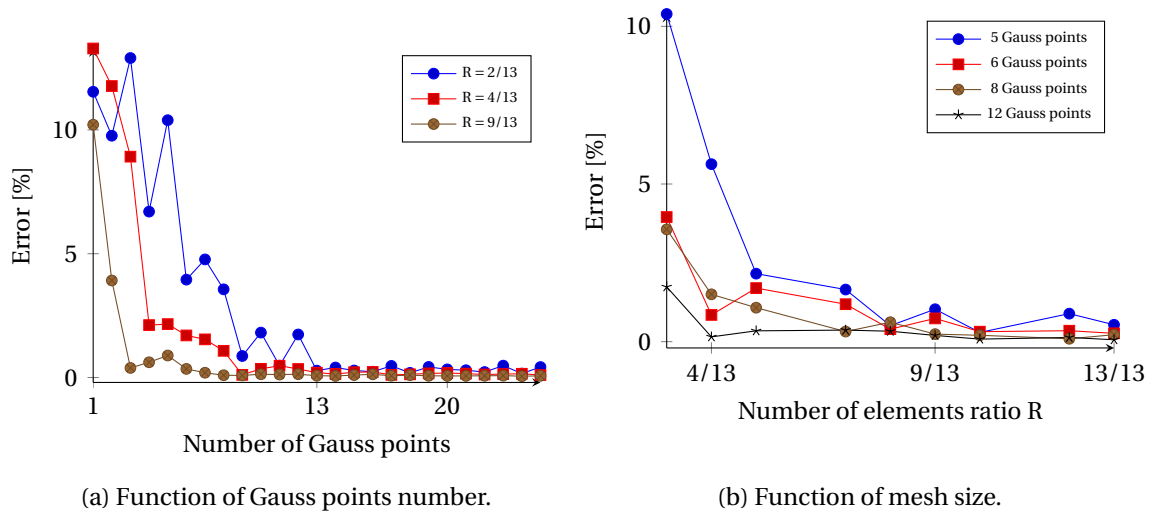 10
5
0
Error [%]
1
13
20
Number of Gauss points
R = 2/13
R = 4/13
R = 9/13
(a) Function of Gauss points number.
10
5
0
Error [%]
4/13
9/13
13/13
Number of elements ratio R
5 Gauss points
6 Gauss points
8 Gauss points
12 Gauss points
(b) Function of mesh size.